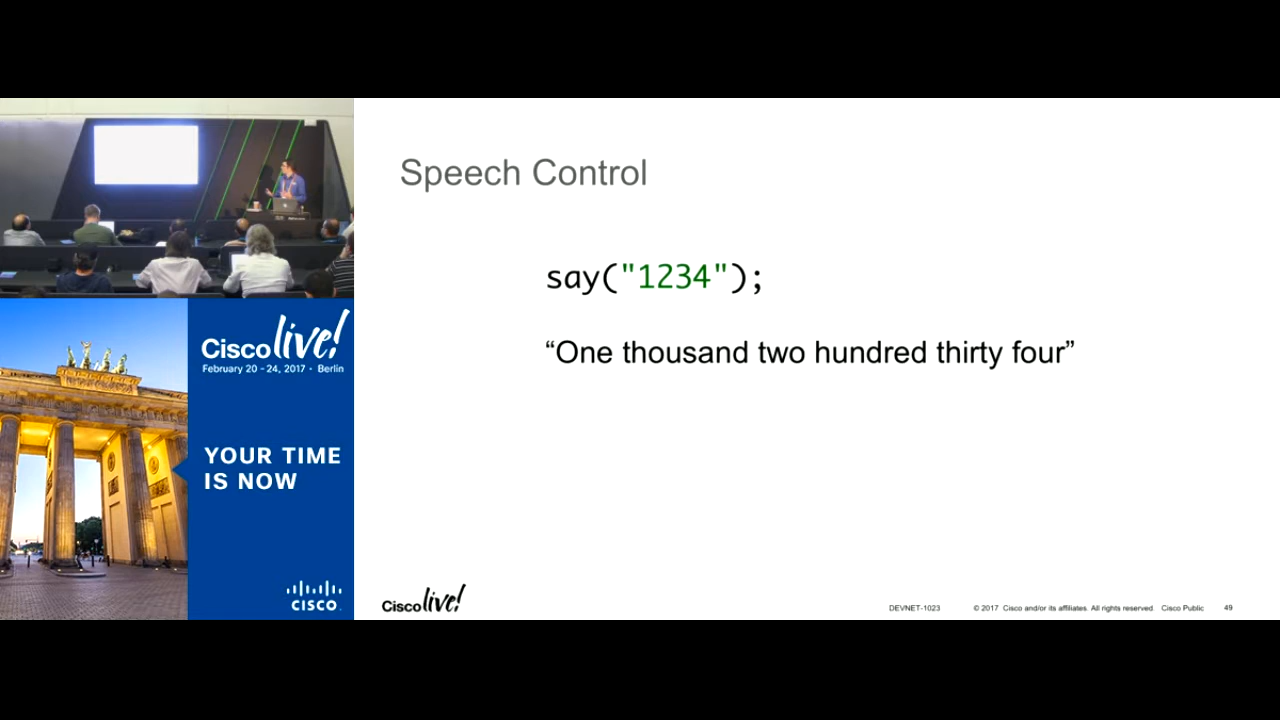 Speech Control
say("1234");
“One thousand two hundred thirty four”
Cisco live!
February 20 - 24, 2017 • Berlin
YOUR TIME
IS NOW
CISCO.
Cisco live!
DEVNET-1023 © 2017 Cisco and/or its affiliates. All rights reserved. Cisco Public 49